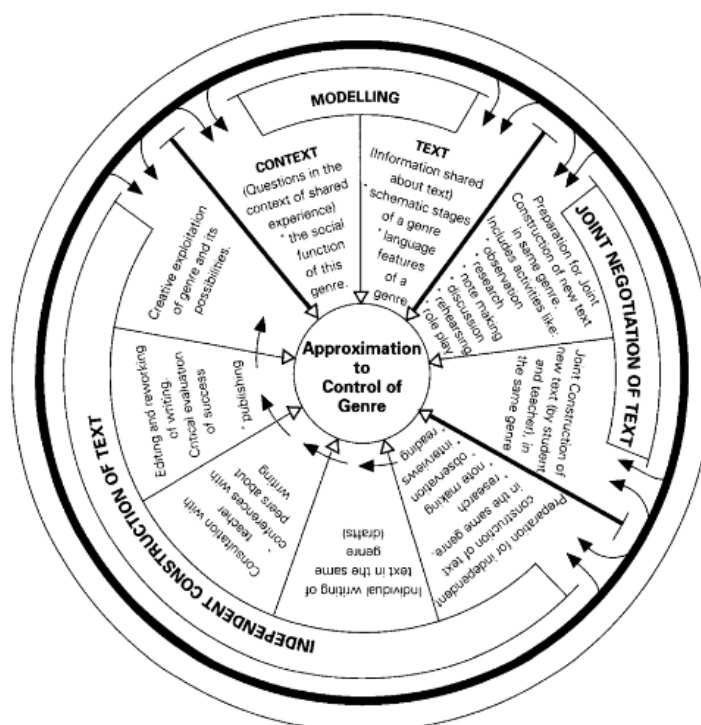 MODELLING
CONTEXT
(Questions in the
context of shared
experience)
* the social
function
of this
genre.
TEXT
(Information shared
about text)
* schematic stages
of a genre
* language
features
of a
genre
JOINT NEGOTIATION OF TEXT
Preparation for Joint
Construction of new text
in same genre.
Includes activities like:
* observation
* research
* note making
* discussion
* rehearsing
* role play
Joint Construction of
new text (by student
and teacher), in
the same genre
INDEPENDENT CONSTRUCTION OF TEXT
Preparation for independent
construction of text
in the same genre.
* research
* note making
* observation
* interviews
* reading
Individual writing of
text in the same
genre
(drafts)
Consultation with
* teacher
conferences with
peers about
writing
Editing and reworking
of writing.
Critical evaluation
of success
* publishing
Creative exploitation
of genre and its
possibilities.
Approximation
to
Control of
Genre